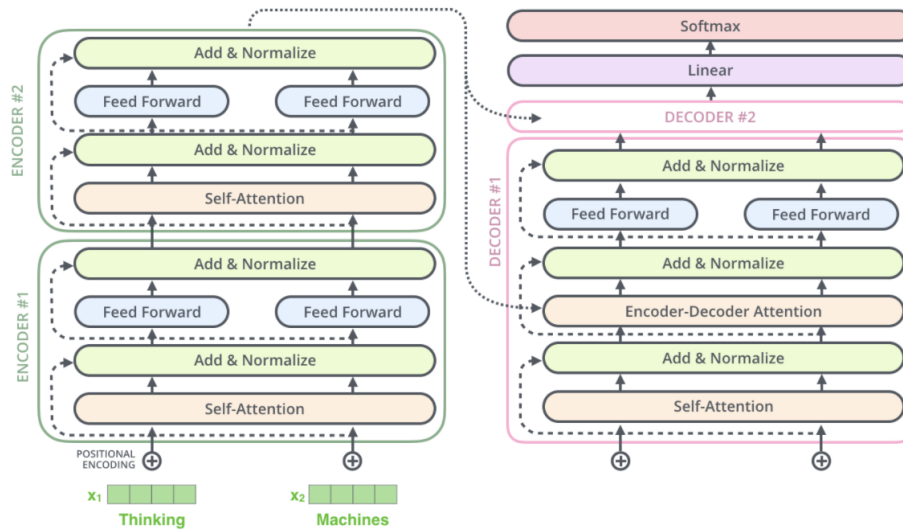 ENCODER #2
Add & Normalize
Feed Forward
Feed Forward
Add & Normalize
Self-Attention
ENCODER #1
Add & Normalize
Feed Forward
Feed Forward
Add & Normalize
Self-Attention
POSITIONAL
ENCODING
x₁
x₂
Thinking
Machines
Softmax
Linear
DECODER #2
DECODER #1
Add & Normalize
Feed Forward
Feed Forward
Add & Normalize
Encoder-Decoder Attention
Add & Normalize
Self-Attention